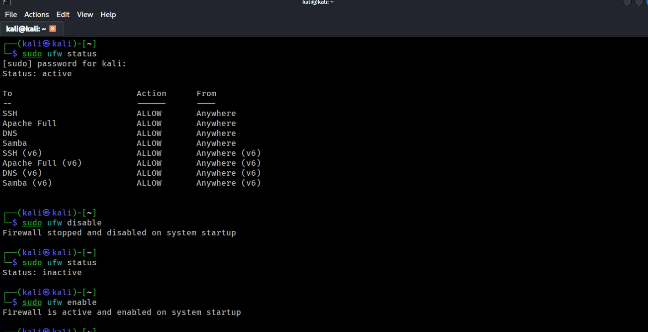 kali@kali: ~
File Actions Edit View Help
kali@kali: ~
┌──(kali㉿kali)-[~]
└─$ sudo ufw status
[sudo] password for kali:
Status: active
To Action From
-- ------ ----
SSH ALLOW Anywhere
Apache Full ALLOW Anywhere
DNS ALLOW Anywhere
Samba ALLOW Anywhere
SSH (v6) ALLOW Anywhere (v6)
Apache Full (v6) ALLOW Anywhere (v6)
DNS (v6) ALLOW Anywhere (v6)
Samba (v6) ALLOW Anywhere (v6)
┌──(kali㉿kali)-[~]
└─$ sudo ufw disable
Firewall stopped and disabled on system startup
┌──(kali㉿kali)-[~]
└─$ sudo ufw status
Status: inactive
┌──(kali㉿kali)-[~]
└─$ sudo ufw enable
Firewall is active and enabled on system startup
┌──(kali㉿kali)-[~]